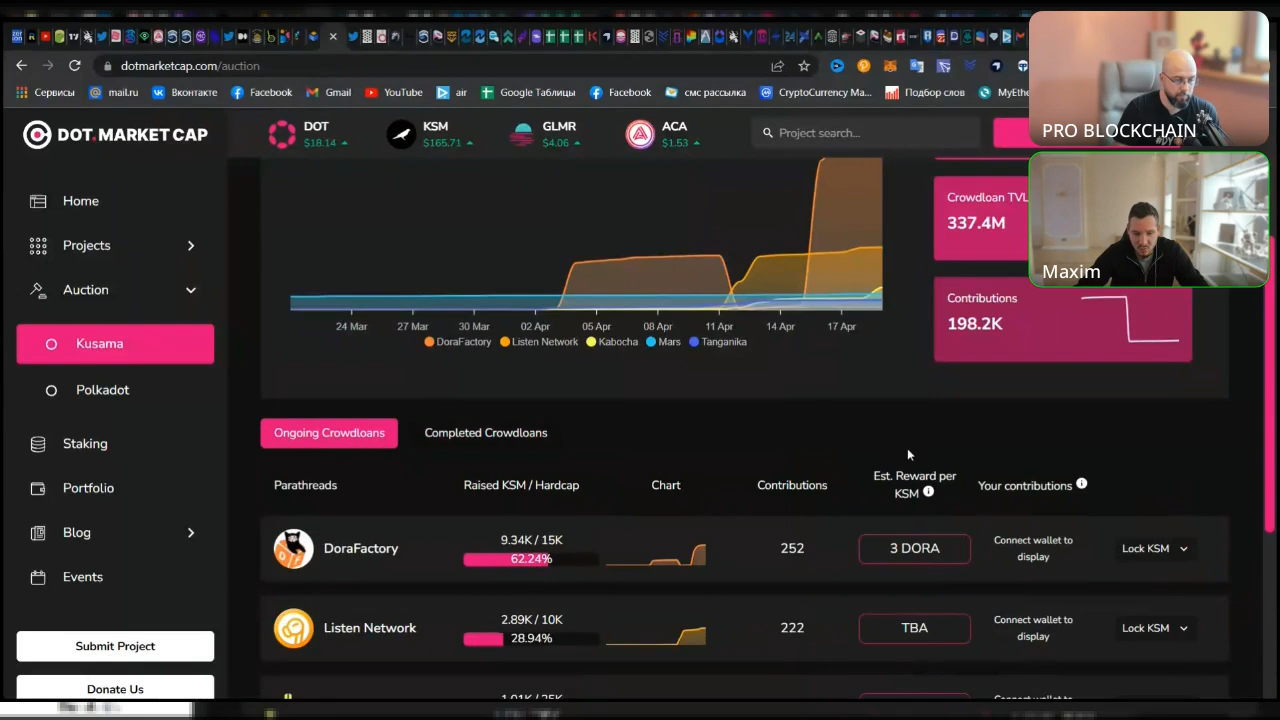 dotmarketcap.com/auction
Сервисы
mail.ru
Вконтакте
Facebook
Gmail
YouTube
air
Google Таблицы
Facebook
смс рассылка
CryptoCurrency Ma...
Подбор слов
MyEthe
PRO BLOCKCHAIN
Maxim
DOT MARKET CAP
DOT
$18.14
KSM
$165.71
GLMR
$4.06
ACA
$1.53
Project search...
Home
Projects
Auction
Kusama
Polkadot
Staking
Portfolio
Blog
Events
Submit Project
Donate Us
Crowdloan TVL
337.4M
Contributions
198.2K
24 Mar
27 Mar
30 Mar
02 Apr
05 Apr
08 Apr
11 Apr
14 Apr
17 Apr
DoraFactory
Listen Network
Kabocha
Mars
Tanganika
Ongoing Crowdloans
Completed Crowdloans
Parathreads
Raised KSM / Hardcap
Chart
Contributions
Est. Reward per
KSM
Your contributions
DoraFactory
9.34K / 15K
62.24%
252
3 DORA
Connect wallet to
display
Lock KSM
Listen Network
2.89K / 10K
28.94%
222
TBA
Connect wallet to
display
Lock KSM